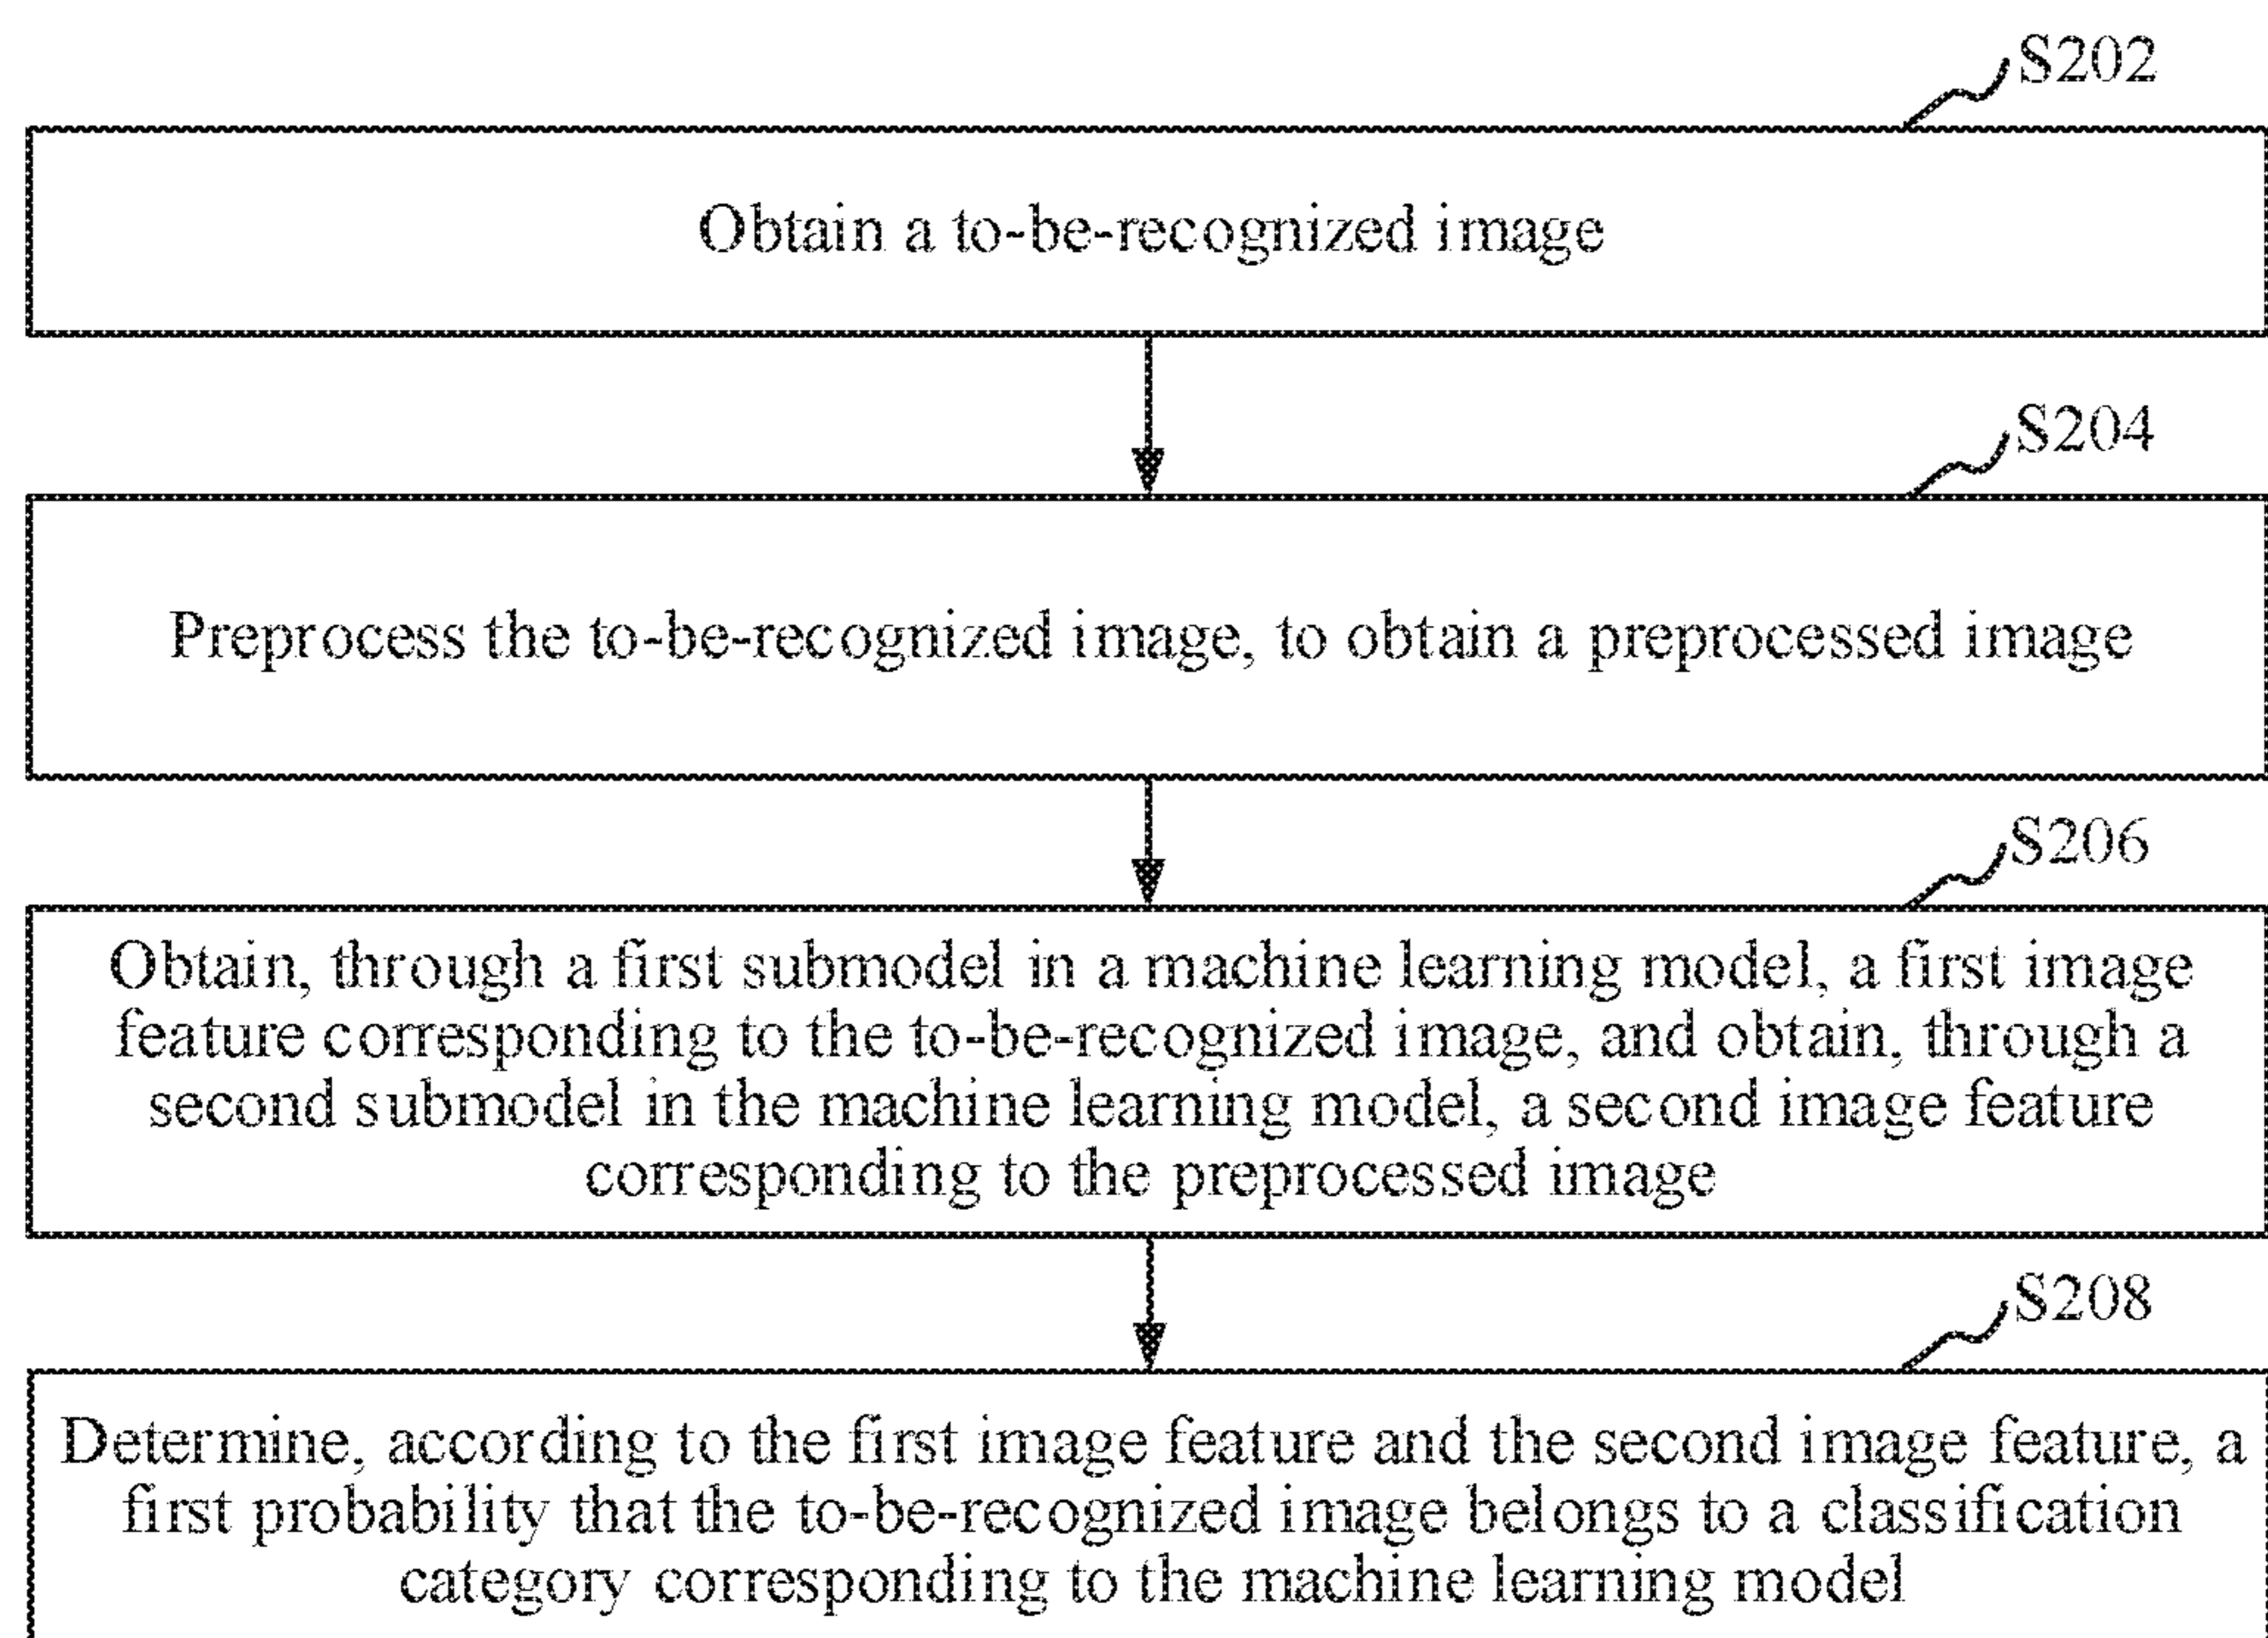 S202
Obtain a to-be-recognized image
S204
Preprocess the to-be-recognized image, to obtain a preprocessed image
S206
Obtain, through a first submodel in a machine learning model, a first image
feature corresponding to the to-be-recognized image, and obtain, through a
second submodel in the machine learning model, a second image feature
corresponding to the preprocessed image
S208
Determine, according to the first image feature and the second image feature, a
first probability that the to-be-recognized image belongs to a classification
category corresponding to the machine learning model